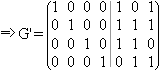 ⇒ G'= ( 1 0 0 0 | 1 0 1
0 1 0 0 | 1 1 1
0 0 1 0 | 1 1 0
0 0 0 1 | 0 1 1 )